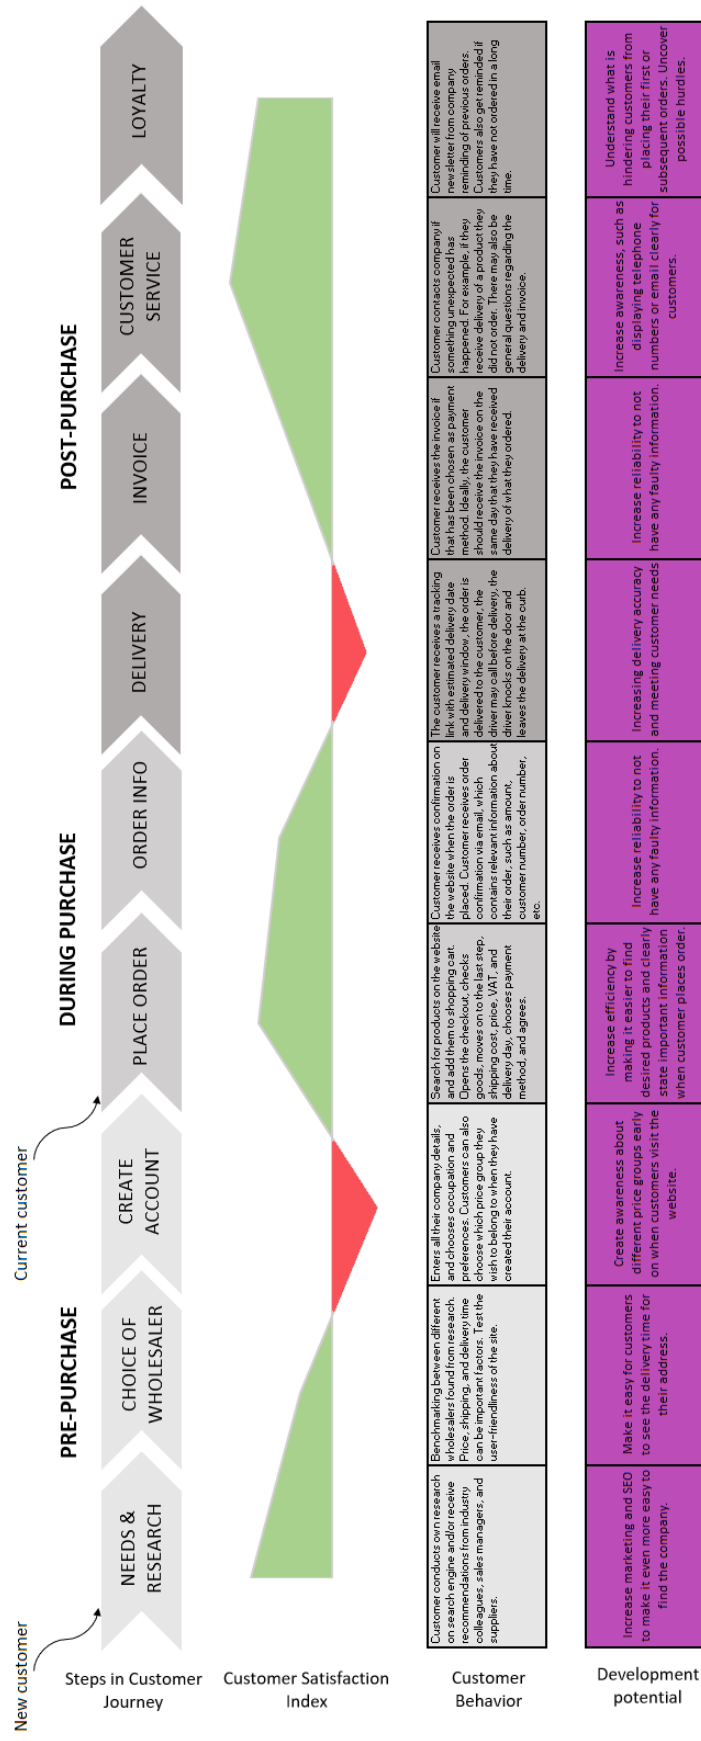 New customer
Current customer
PRE-PURCHASE
DURING PURCHASE
POST-PURCHASE
Steps in Customer
Journey
NEEDS &
RESEARCH
CHOICE OF
WHOLESALER
CREATE
ACCOUNT
PLACE ORDER
ORDER INFO
DELIVERY
INVOICE
CUSTOMER
SERVICE
LOYALTY
Customer Satisfaction
Index
Customer
Behavior
Customer conducts own research
on search engine and/or receive
recommendations from industry
colleagues, sales managers, and
suppliers.
Benchmarking between different
wholesalers found from research.
Price, shipping, and delivery time
can be important factors. Test the
user-friendliness of the site.
Enters all their company details,
and chooses occupation and
preferences. Customers can also
choose which price group they
wish to belong to when they have
created their account.
Search for products on the website
and add them to shopping cart.
Opens the checkout, checks
goods, moves on to the last step,
shipping cost, price, VAT, and
delivery day, chooses payment
method, and agrees.
Customer receives confirmation on
the website when the order is
placed. Customer receives order
confirmation via email, which
contains relevant information about
their order, such as amount,
customer number, order number,
etc.
The customer receives a tracking
link with estimated delivery date
and delivery window, the order is
delivered to the customer, the
driver may call before delivery, the
driver knocks on the door and
leaves the delivery at the curb.
Customer receives the invoice if
that has been chosen as payment
method. Ideally, the customer
should receive the invoice on the
same day that they have received
delivery of what they ordered.
Customer contacts company if
something unexpected has
happened. For example, if they
receive delivery of a product they
did not order. There may also be
general questions regarding the
delivery and invoice.
Customer will receive email
newsletter from company
reminding of previous orders.
Customers also get reminded if
they have not ordered in a long
time.
Development
potential
Increase marketing and SEO
to make it even more easy to
find the company.
Make it easy for customers
to see the delivery time for
their address.
Create awareness about
different price groups early
on when customers visit the
website.
Increase efficiency by
making it easier to find
desired products and clearly
state important information
when customer places order.
Increase reliability to not
have any faulty information.
Increasing delivery accuracy
and meeting customer needs
Increase reliability to not
have any faulty information.
Increase awareness, such as
displaying telephone
numbers or email clearly for
customers.
Understand what is
hindering customers from
placing their first or
subsequent orders. Uncover
possible hurdles.